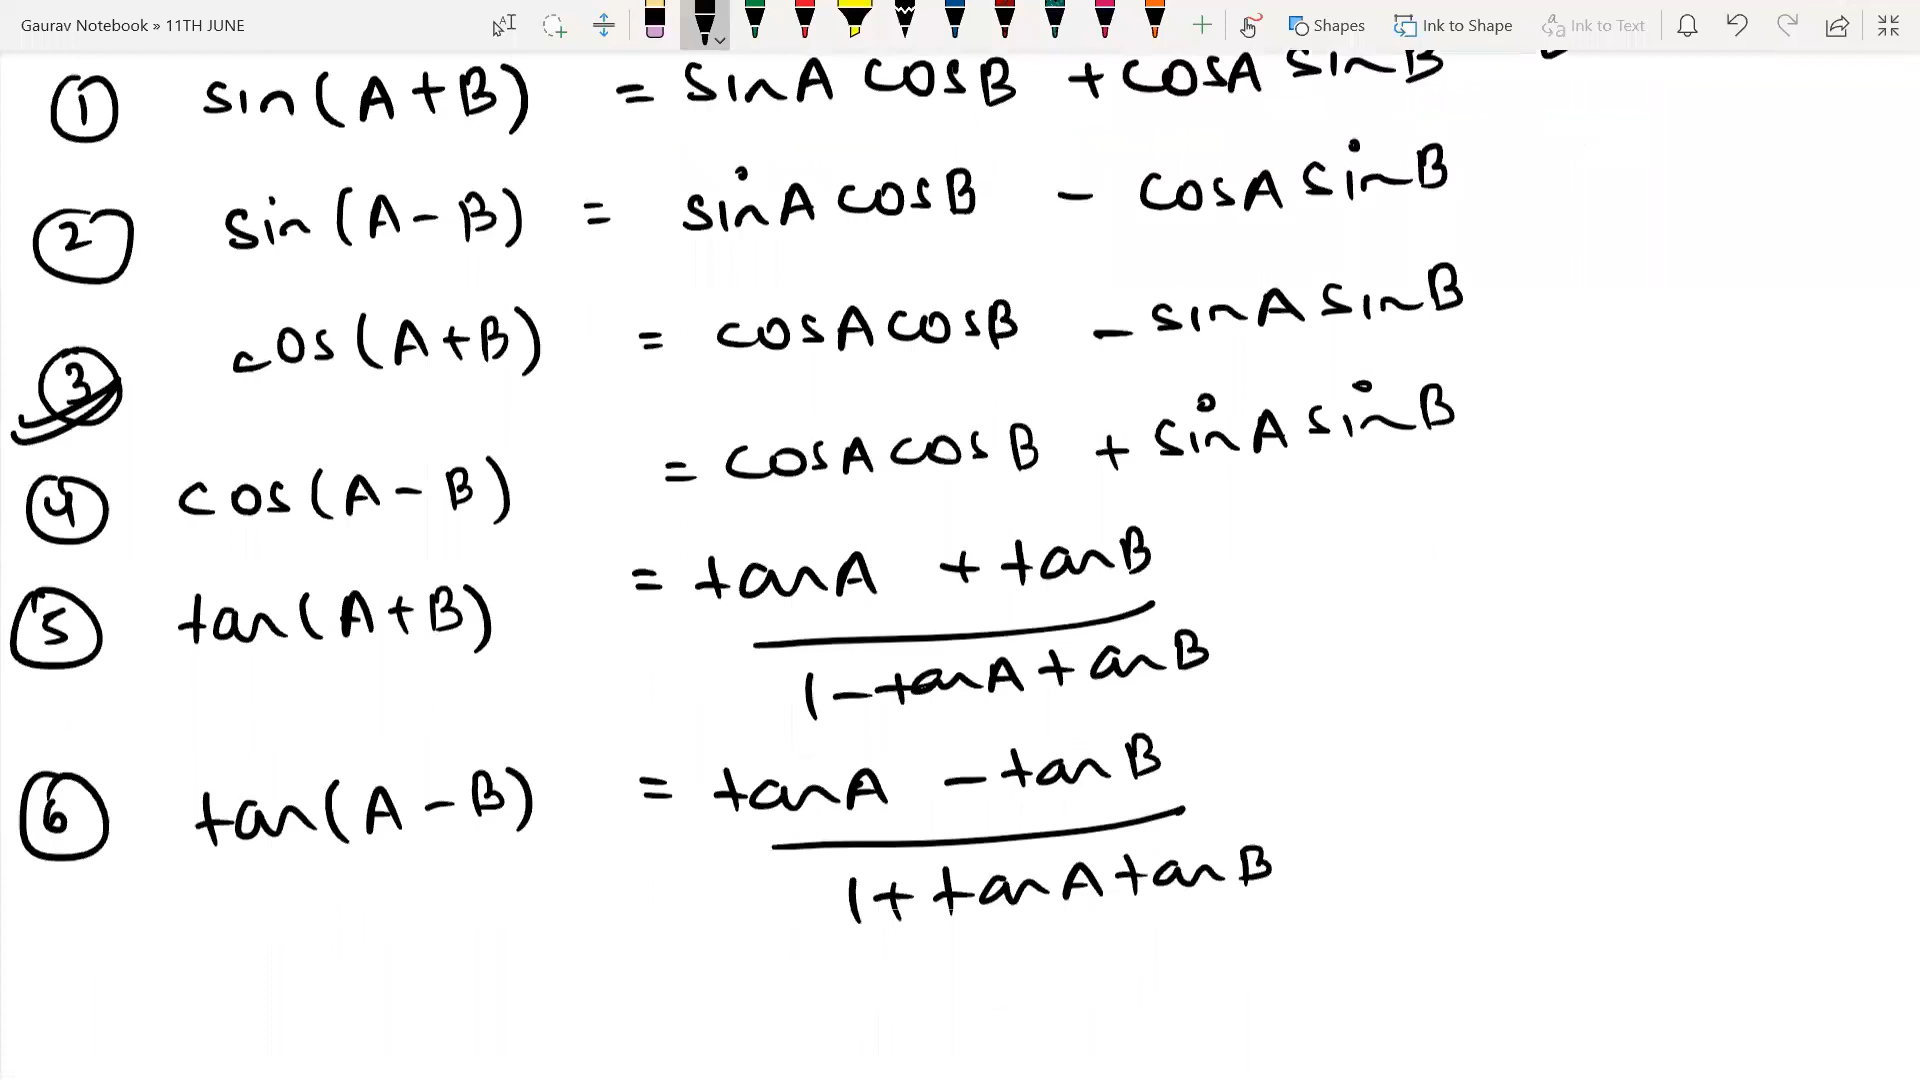 Gaurav Notebook » 11TH JUNE Shapes Ink to Shape Ink to Text
① sin(A+B) = sinA cosB + cosA sinB
② sin(A-B) = sinA cosB - cosA sinB
③ cos(A+B) = cosA cosB - sinA sinB
④ cos(A-B) = cosA cosB + sinA sinB
⑤ tan(A+B) = tanA + tanB
1-tanA tanB
⑥ tan(A-B) = tanA - tanB
1+ tanA tanB